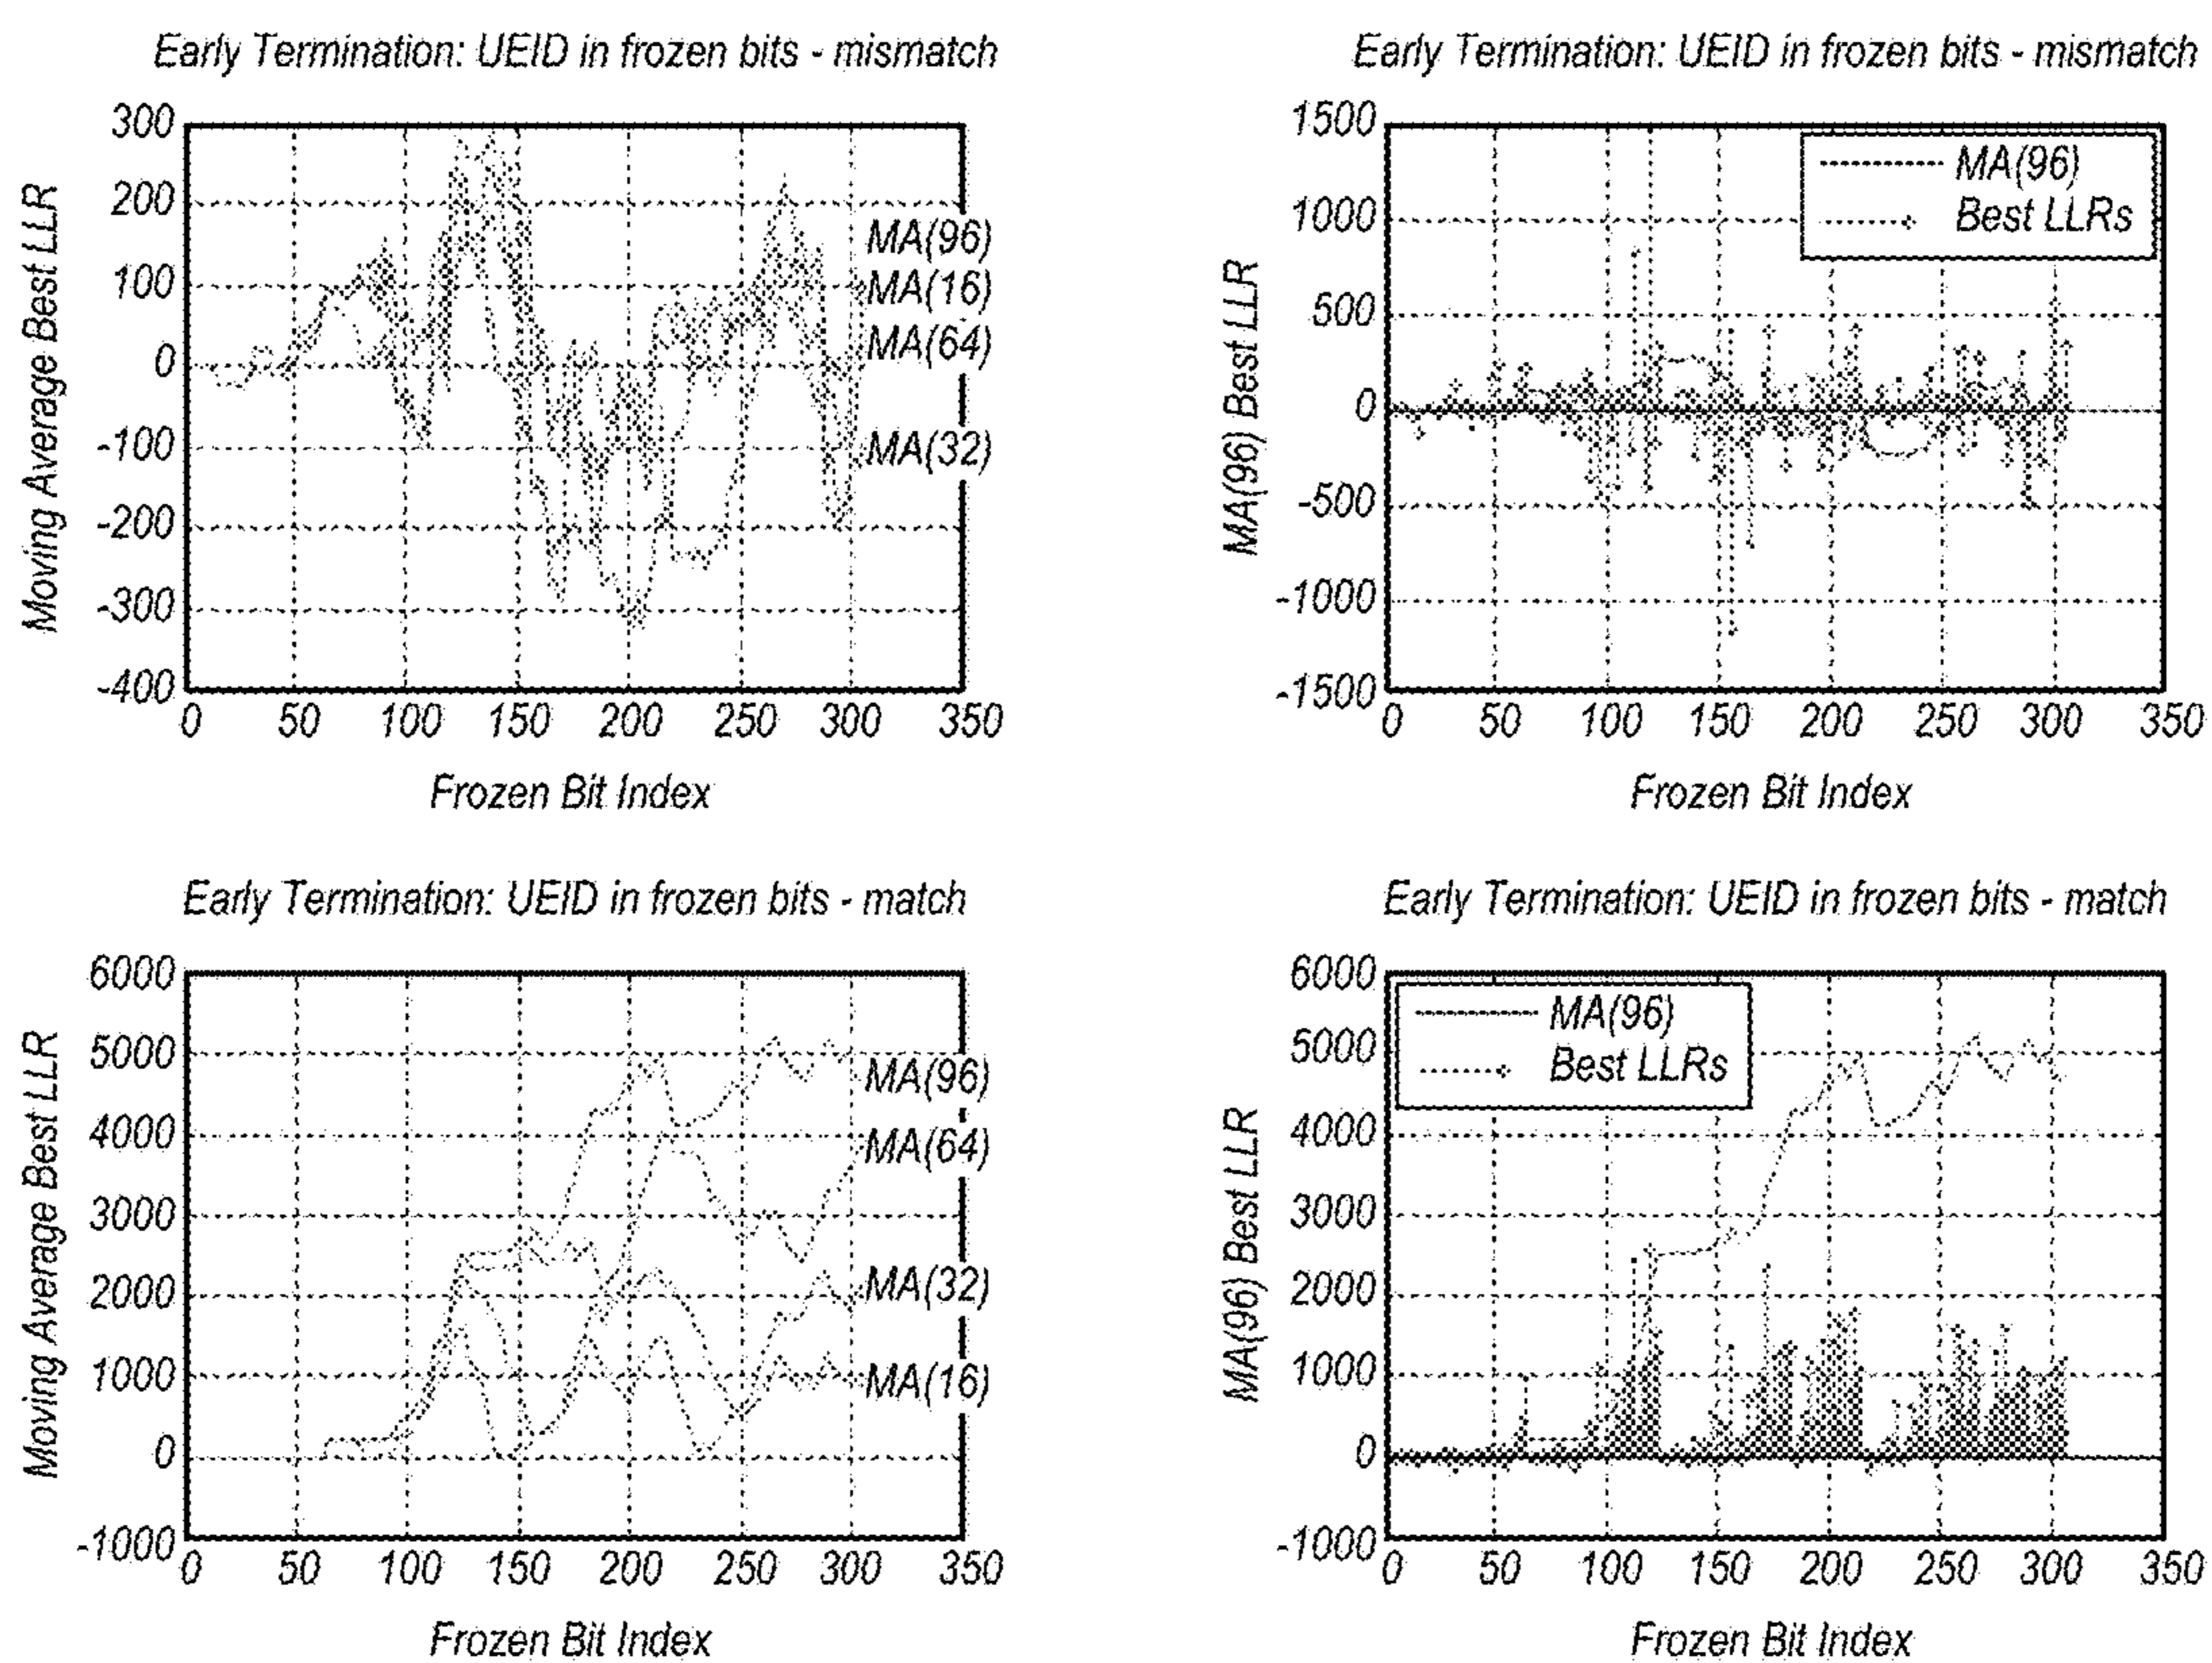 Early Termination: UEID in frozen bits - mismatch
Moving Average Best LLR
300
200
100
0
-100
-200
-300
-400
MA(96)
MA(16)
MA(64)
MA(32)
0 50 100 150 200 250 300 350
Frozen Bit Index
Early Termination: UEID in frozen bits - mismatch
MA(96) Best LLR
1500
1000
500
0
-500
-1000
-1500
MA(96)
Best LLRs
0 50 100 150 200 250 300 350
Frozen Bit Index
Early Termination: UEID in frozen bits - match
Moving Average Best LLR
6000
5000
4000
3000
2000
1000
0
-1000
MA(96)
MA(64)
MA(32)
MA(16)
0 50 100 150 200 250 300 350
Frozen Bit Index
Early Termination: UEID in frozen bits - match
MA(96) Best LLR
6000
5000
4000
3000
2000
1000
0
-1000
MA(96)
Best LLRs
0 50 100 150 200 250 300 350
Frozen Bit Index